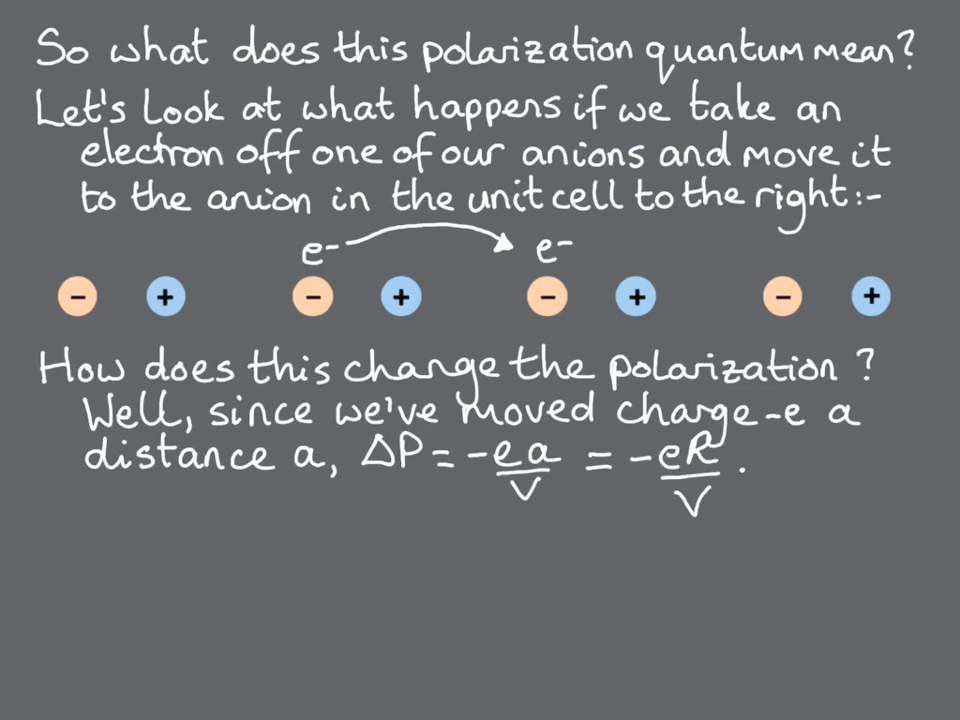 So what does this polarization quantum mean?
Let's Look at what happens if we take an
electron off one of our anions and move it
to the anion in the unit cell to the right:-
e- e-
- + - + - + - +
How does this change the polarization ?
Well, since we've moved charge -e a
distance a, ΔP = -ea/V = -eR/V.